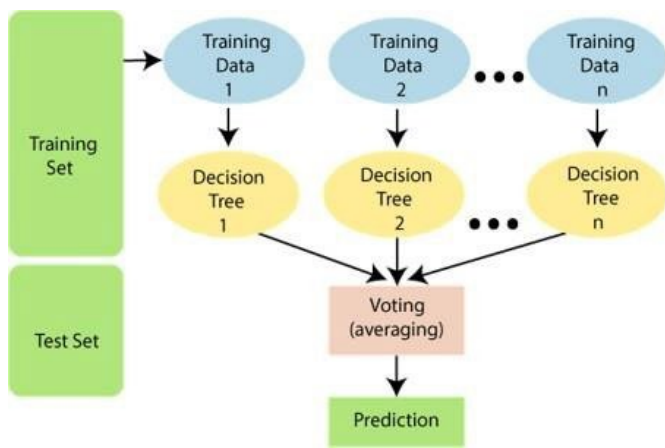 Training
Set
Test Set
Training
Data
1
Training
Data
2
Training
Data
n
Decision
Tree
1
Decision
Tree
2
Decision
Tree
n
Voting
(averaging)
Prediction